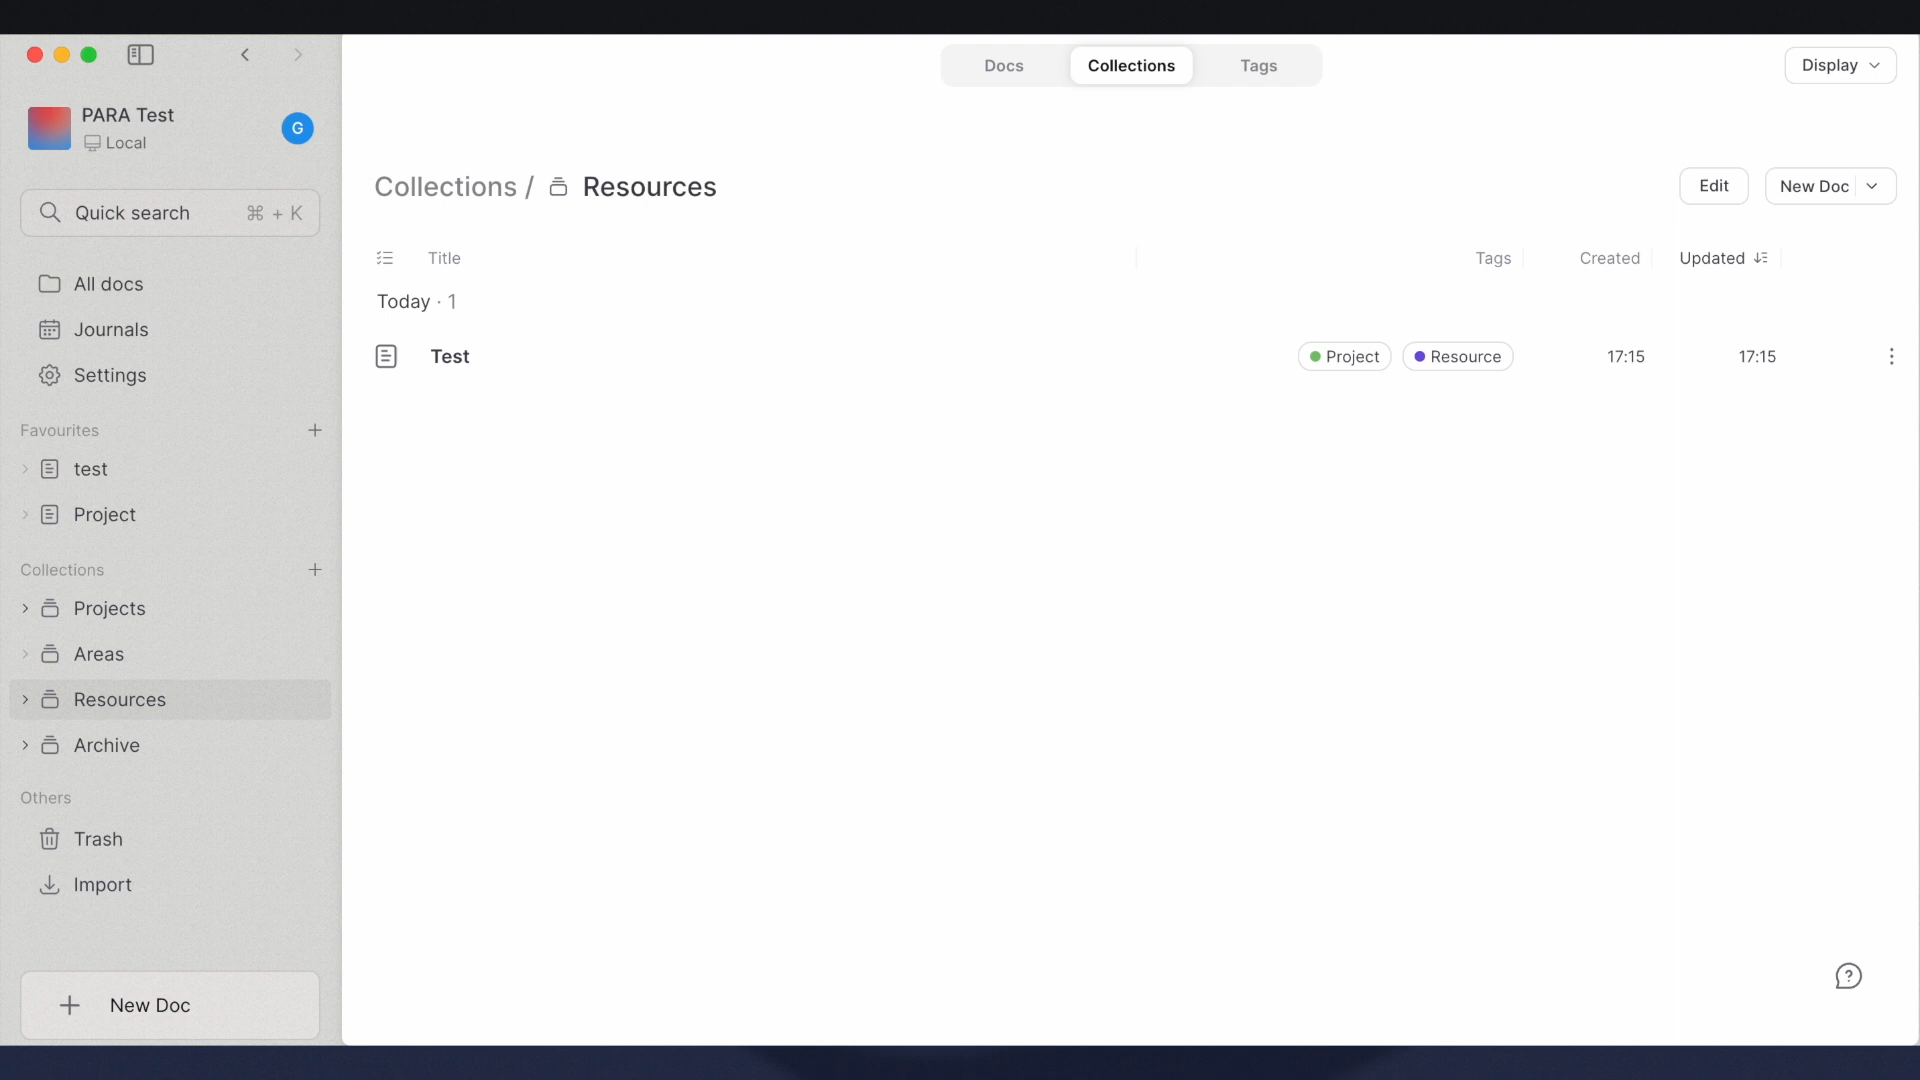 PARA Test
Local
G
Quick search ⌘ + K
All docs
Journals
Settings
Favourites
test
Project
Collections
Projects
Areas
Resources
Archive
Others
Trash
Import
New Doc
Docs Collections Tags
Display
Collections / Resources
Edit
New Doc
Title Tags Created Updated
Today · 1
Test Project Resource 17:15 17:15
?